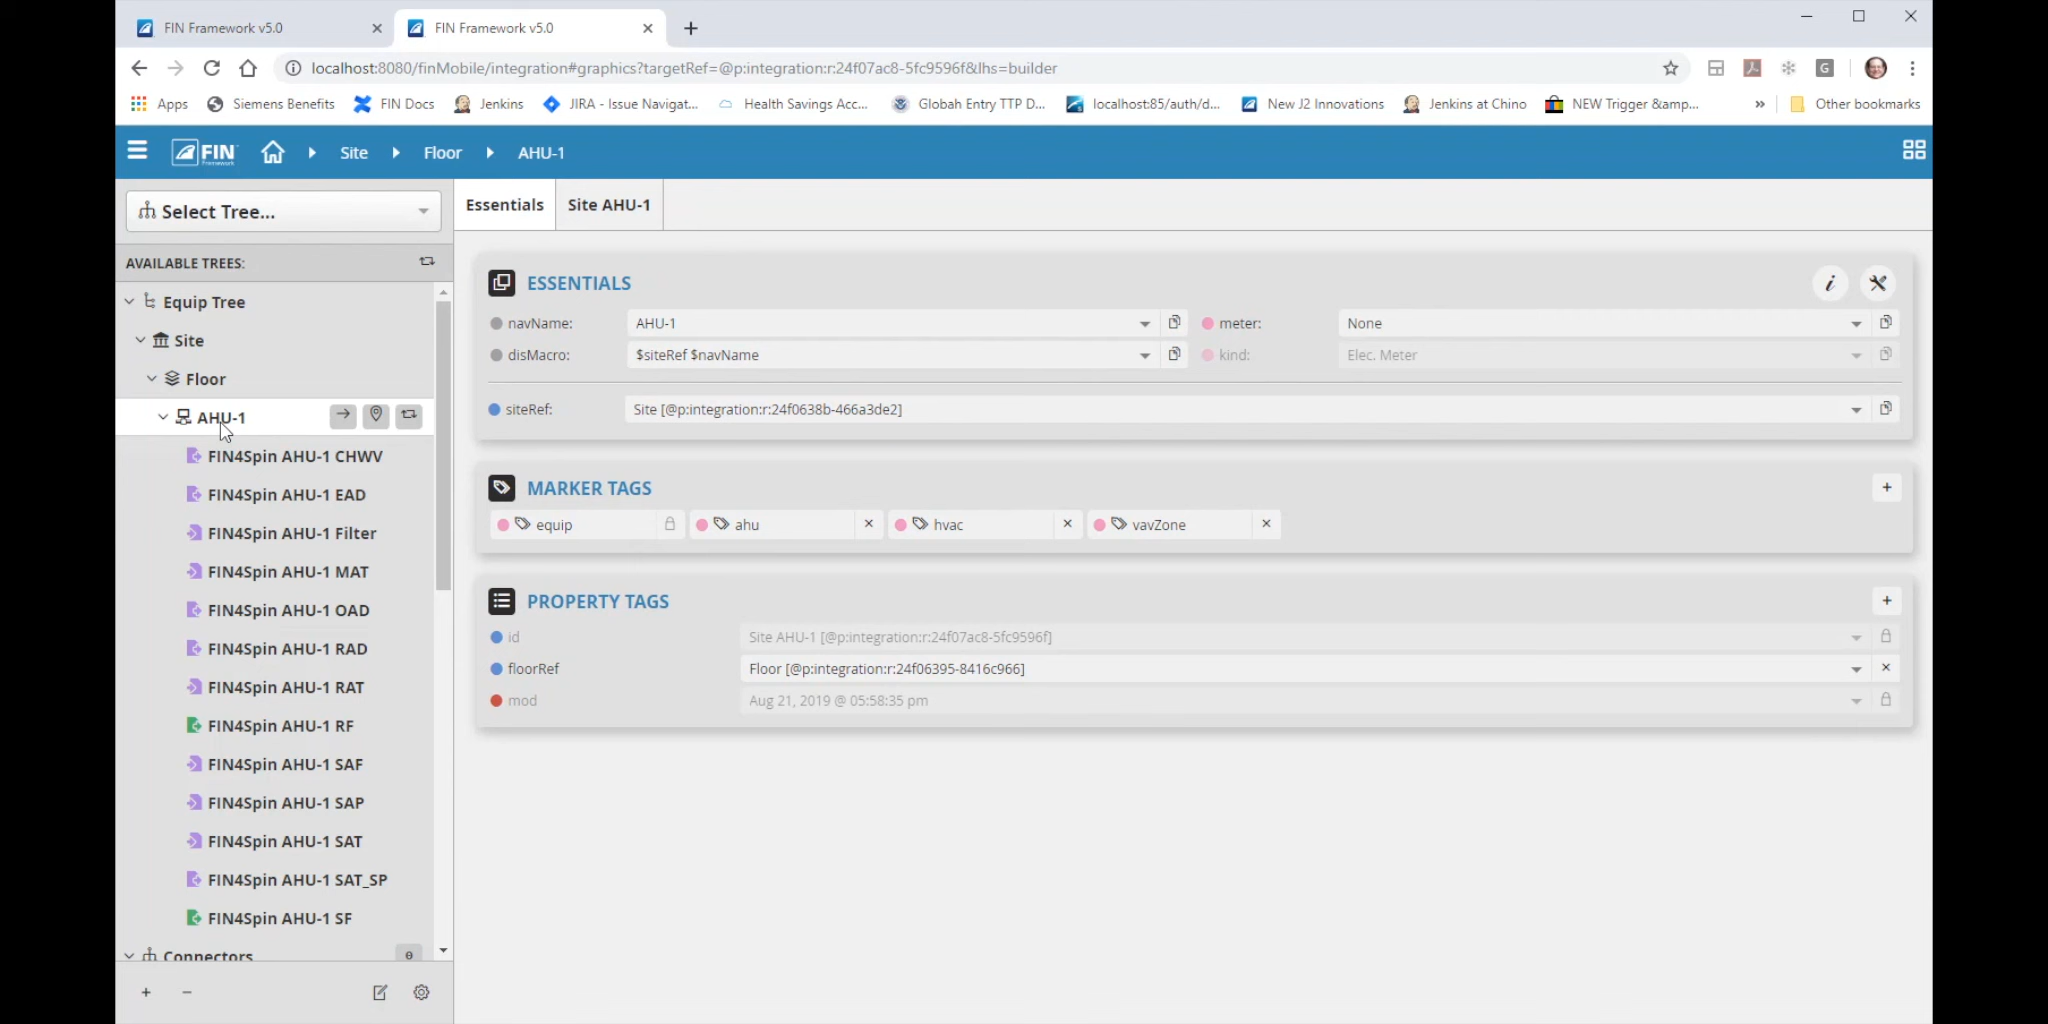 FIN Framework v5.0
FIN Framework v5.0
localhost:8080/finMobile/integration#graphics?targetRef=@p:integration:r:24f07ac8-5fc9596f&lhs=builder
Apps Siemens Benefits FIN Docs Jenkins JIRA - Issue Navigat... Health Savings Acc... Globah Entry TTP D... localhost:85/auth/d... New J2 Innovations Jenkins at Chino NEW Trigger &amp... » Other bookmarks
FIN Framework Site Floor AHU-1
Select Tree...
Essentials Site AHU-1
AVAILABLE TREES:
Equip Tree
Site
Floor
AHU-1
FIN4Spin AHU-1 CHWV
FIN4Spin AHU-1 EAD
FIN4Spin AHU-1 Filter
FIN4Spin AHU-1 MAT
FIN4Spin AHU-1 OAD
FIN4Spin AHU-1 RAD
FIN4Spin AHU-1 RAT
FIN4Spin AHU-1 RF
FIN4Spin AHU-1 SAF
FIN4Spin AHU-1 SAP
FIN4Spin AHU-1 SAT
FIN4Spin AHU-1 SAT_SP
FIN4Spin AHU-1 SF
Connectors 0
ESSENTIALS
navName: AHU-1 meter: None
disMacro: $siteRef $navName kind: Elec. Meter
siteRef: Site [@p:integration:r:24f0638b-466a3de2]
MARKER TAGS
equip ahu hvac vavZone
PROPERTY TAGS
id Site AHU-1 [@p:integration:r:24f07ac8-5fc9596f]
floorRef Floor [@p:integration:r:24f06395-8416c966]
mod Aug 21, 2019 @ 05:58:35 pm